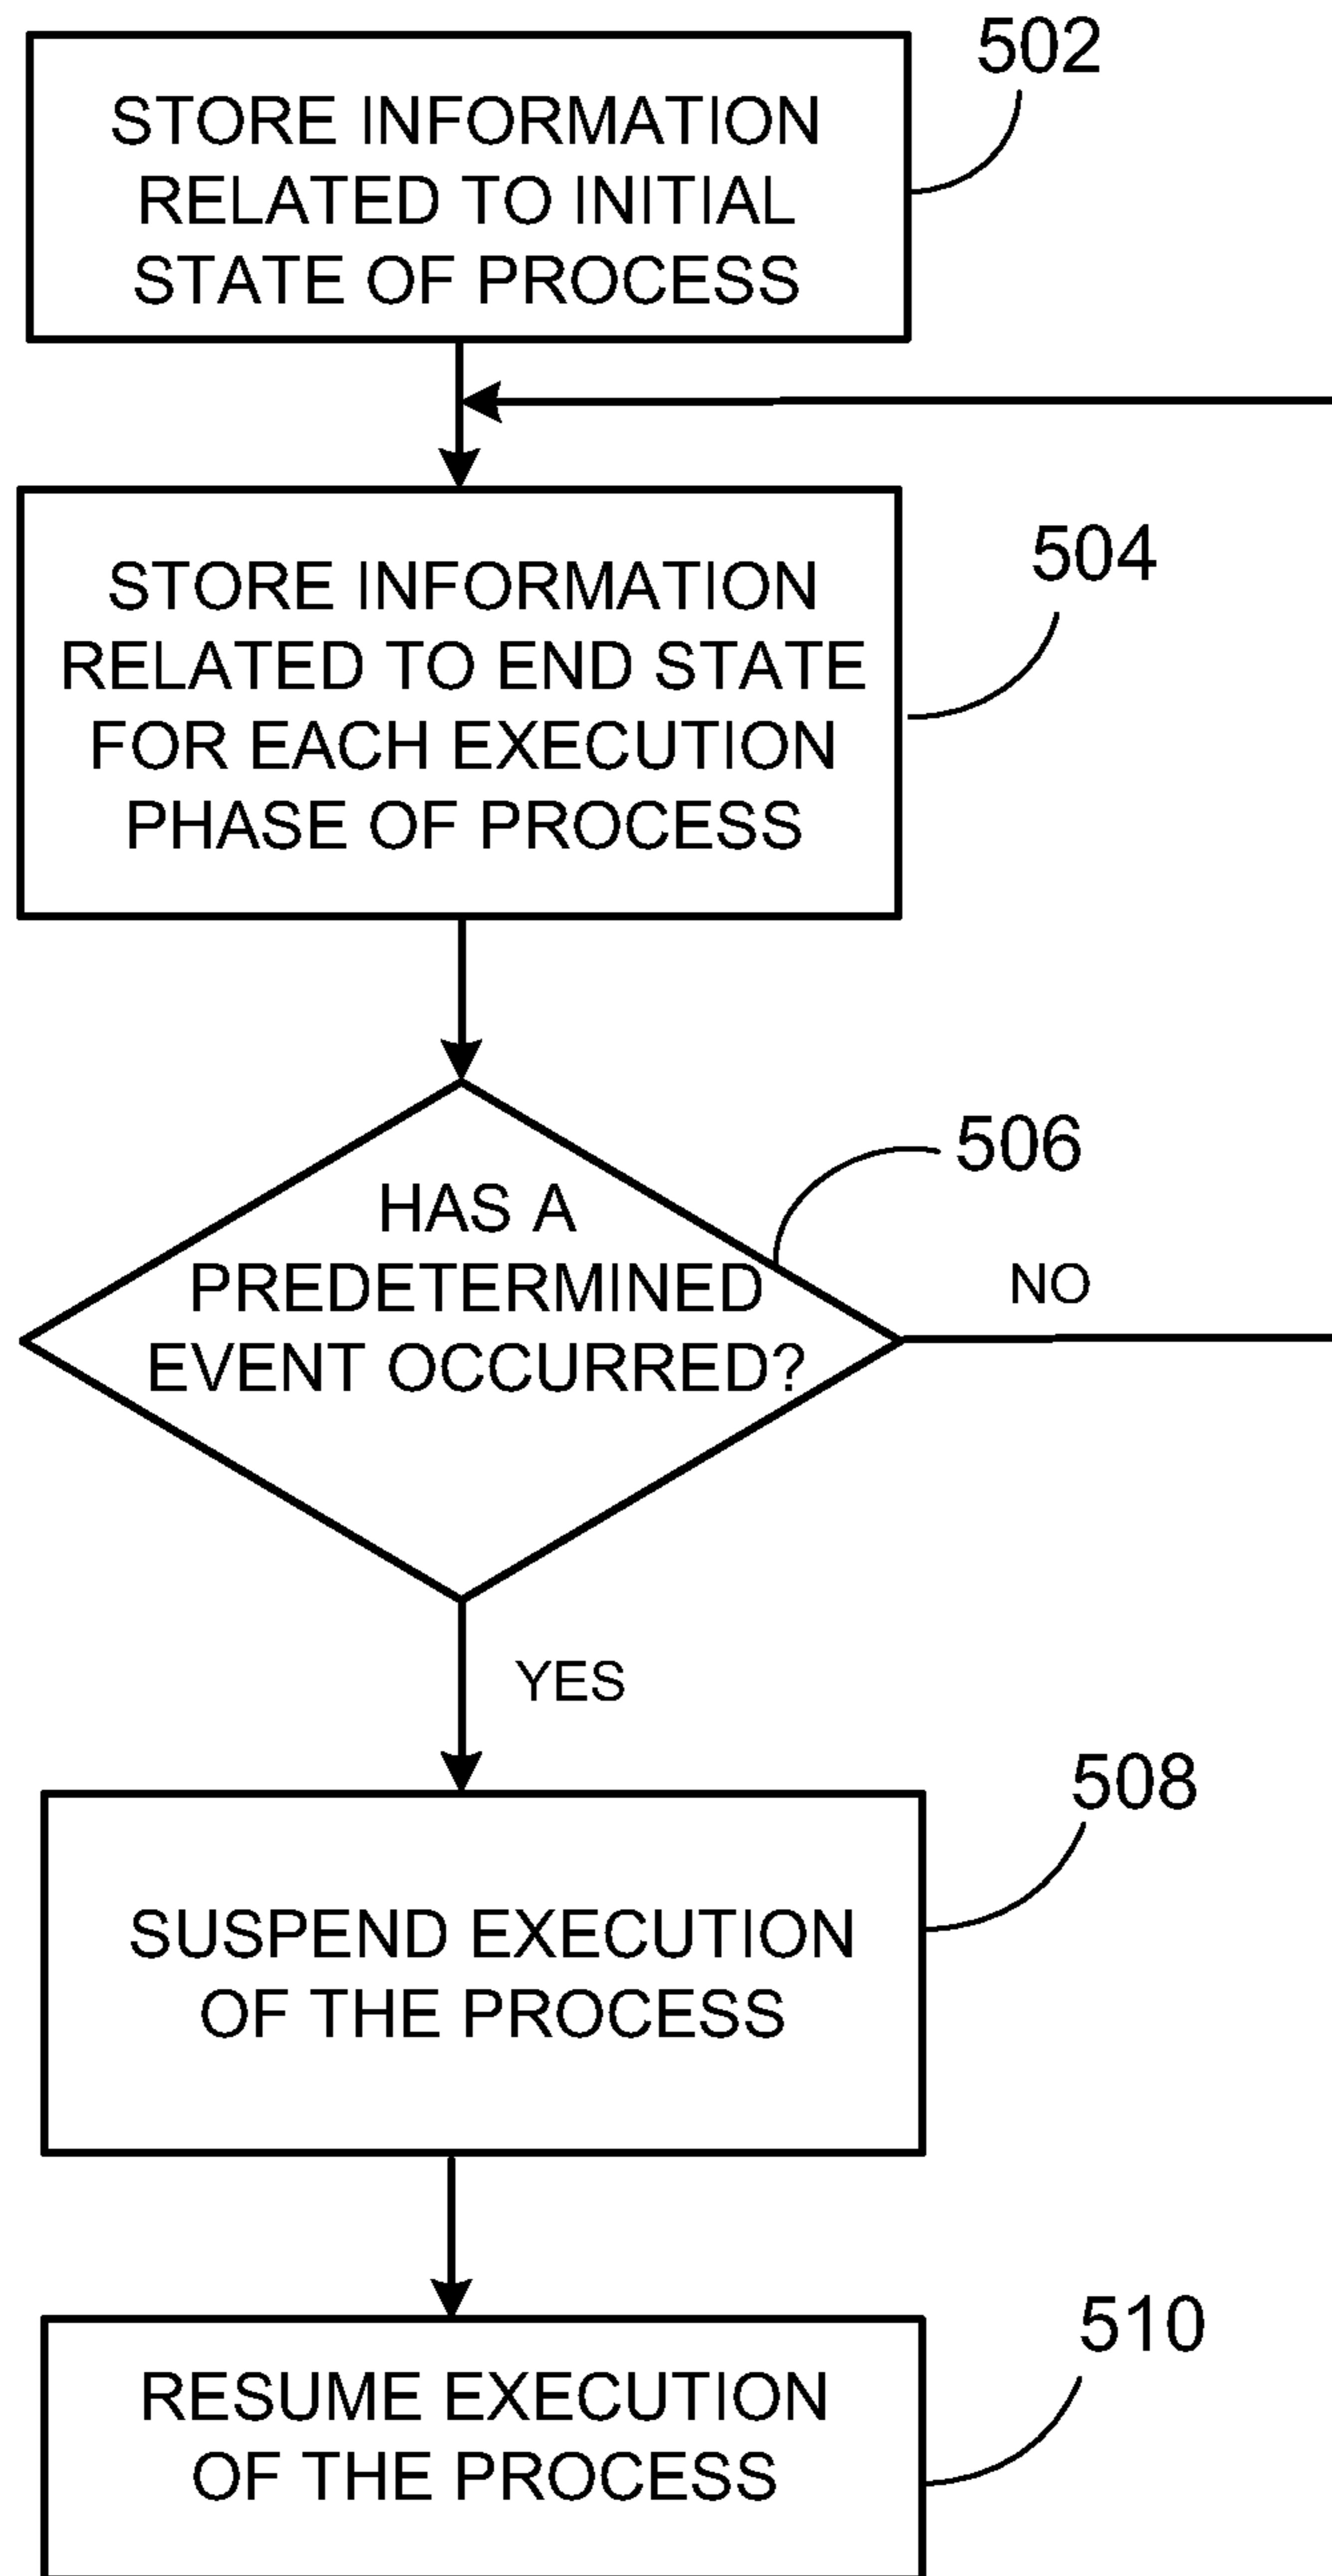 502
STORE INFORMATION
RELATED TO INITIAL
STATE OF PROCESS
504
STORE INFORMATION
RELATED TO END STATE
FOR EACH EXECUTION
PHASE OF PROCESS
506
HAS A
PREDETERMINED
EVENT OCCURRED?
NO
YES
508
SUSPEND EXECUTION
OF THE PROCESS
510
RESUME EXECUTION
OF THE PROCESS